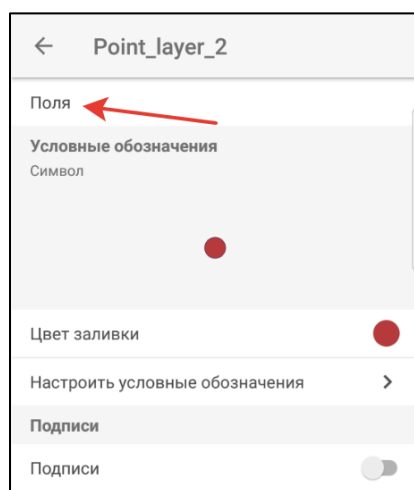 Point_layer_2
Поля
Условные обозначения
Символ
Цвет заливки
Настроить условные обозначения
Подписи
Подписи